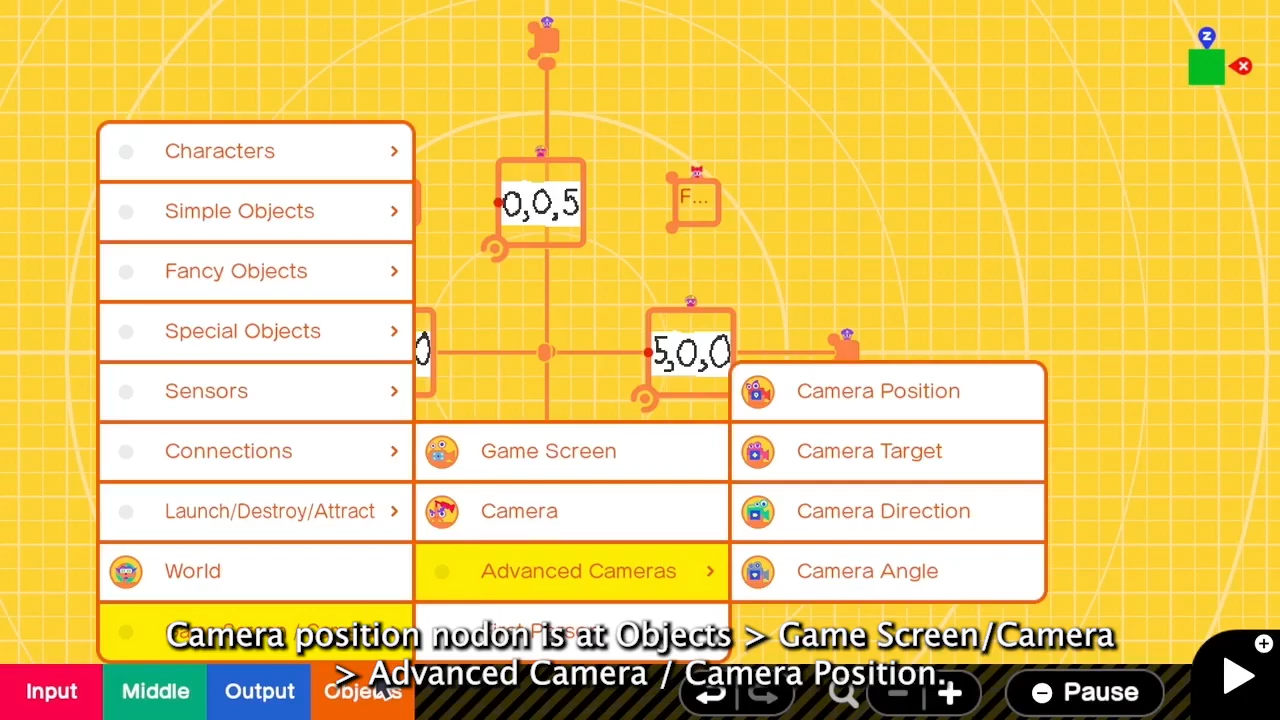 Z
X
Characters
Simple Objects
Fancy Objects
Special Objects
Sensors
Connections
Launch/Destroy/Attract
World
0,0,5
F...
0
5,0,0
Game Screen
Camera
Advanced Cameras
Camera Position
Camera Target
Camera Direction
Camera Angle
Camera position nodon is at Objects > Game Screen/Camera
> Advanced Camera / Camera Position.
Input
Middle
Output
Objects
Pause